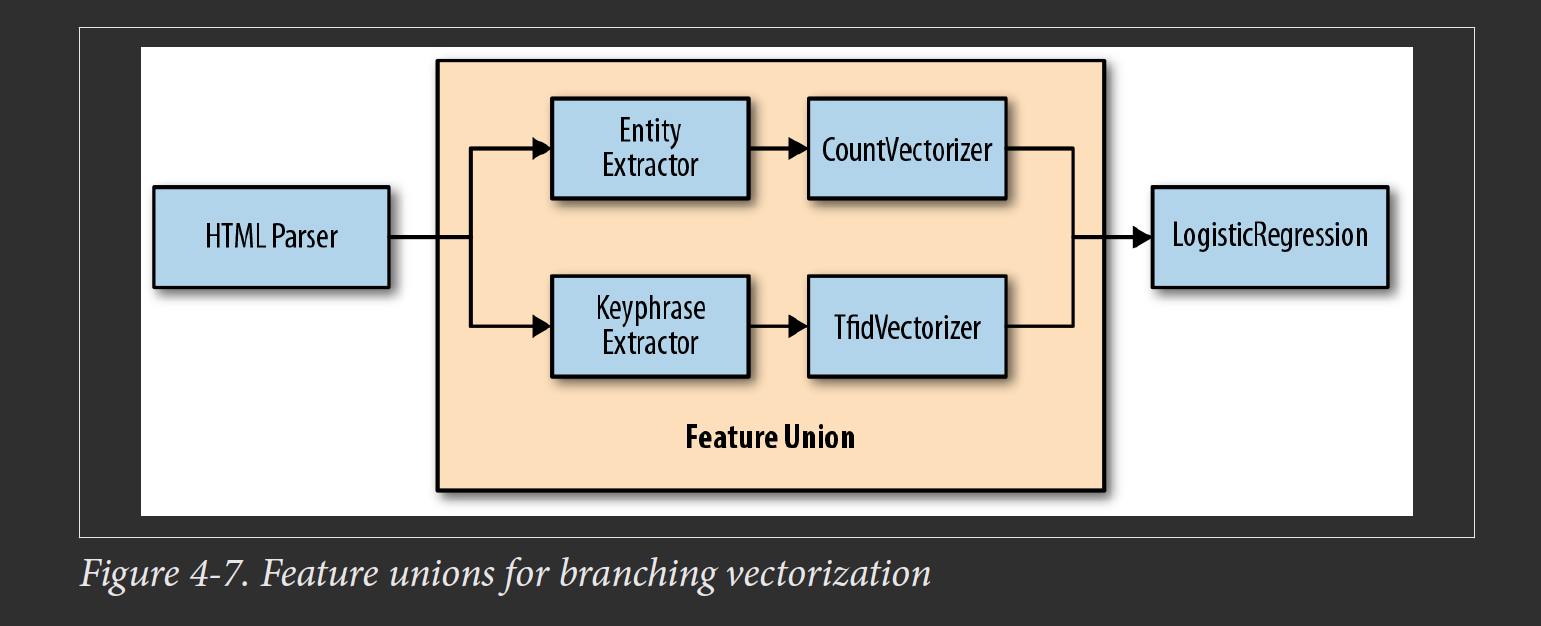 HTML Parser
Entity
Extractor
CountVectorizer
Keyphrase
Extractor
TfidVectorizer
LogisticRegression
Feature Union
Figure 4-7. Feature unions for branching vectorization